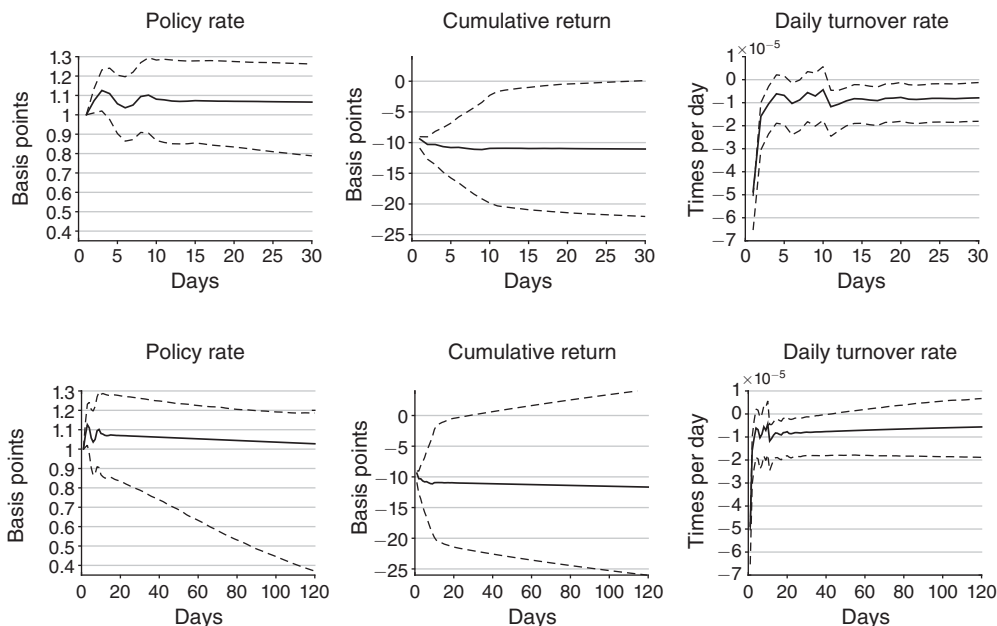 Policy rate
Cumulative return
Daily turnover rate
Basis points
1.3
1.2
1.1
1
0.9
0.8
0.7
0.6
0.5
0.4
0 5 10 15 20 25 30
Days
Basis points
0
−5
−10
−15
−20
−25
0 5 10 15 20 25 30
Days
Times per day
1 ×10−5
0
−1
−2
−3
−4
−5
−6
−7
0 5 10 15 20 25 30
Days
Policy rate
Cumulative return
Daily turnover rate
Basis points
1.3
1.2
1.1
1
0.9
0.8
0.7
0.6
0.5
0.4
0 20 40 60 80 100 120
Days
Basis points
0
−5
−10
−15
−20
−25
0 20 40 60 80 100 120
Days
Times per day
1 ×10−5
0
−1
−2
−3
−4
−5
−6
−7
0 20 40 60 80 100 120
Days